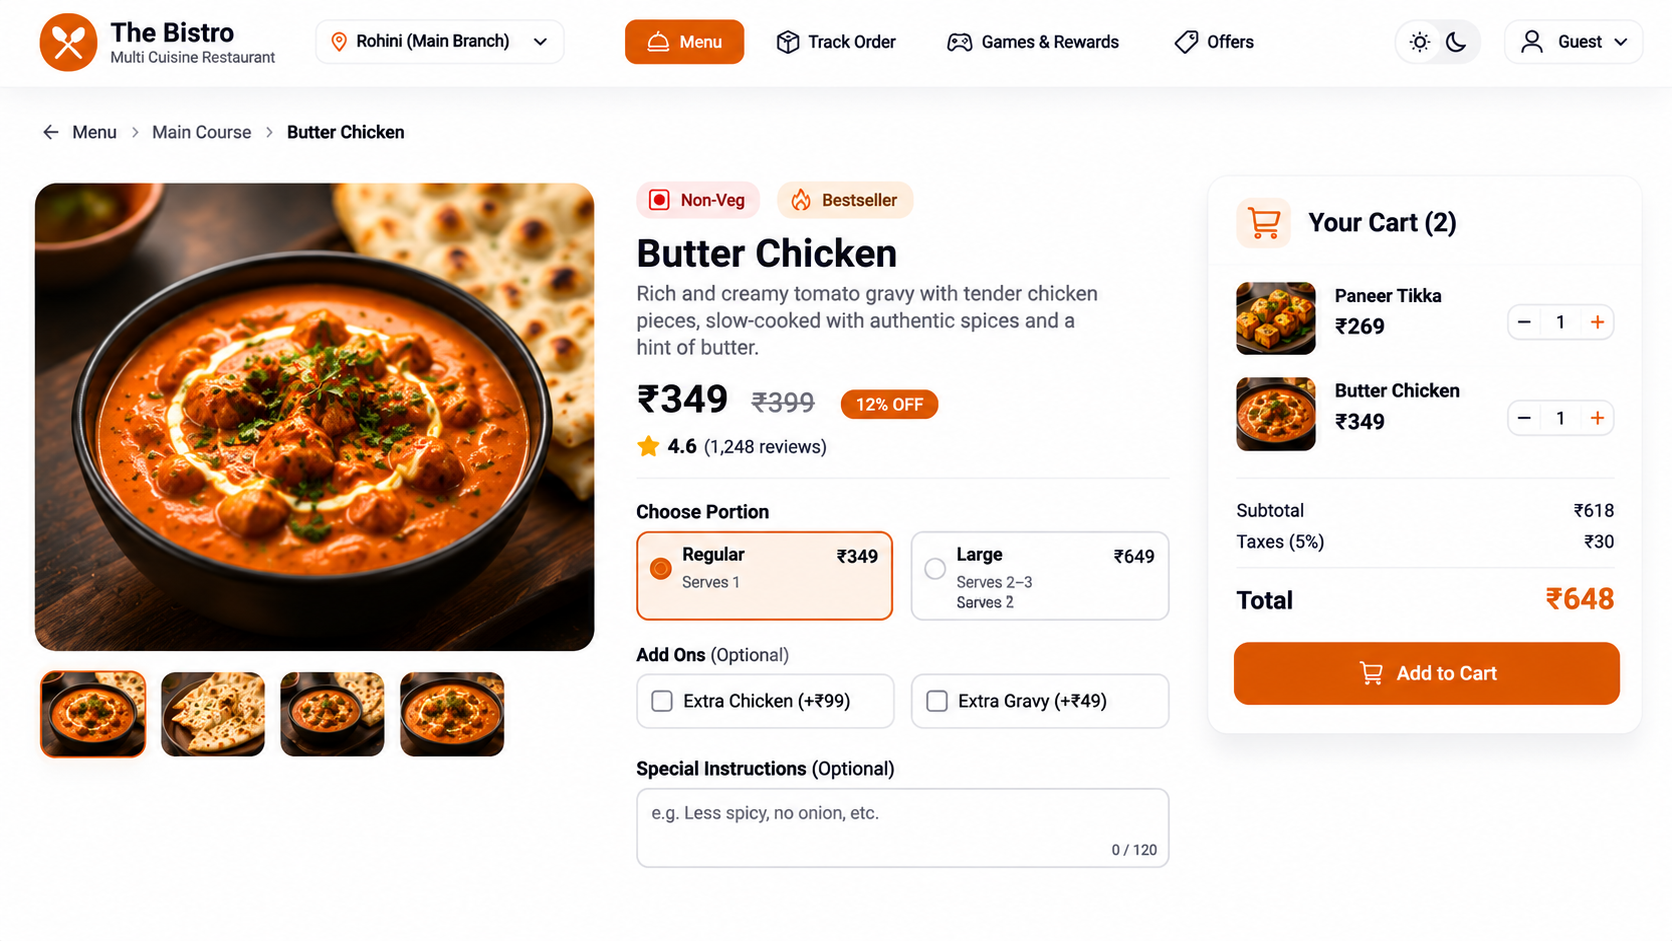 The Bistro
Multi Cuisine Restaurant
Rohini (Main Branch)
Menu
Track Order
Games & Rewards
Offers
Guest
Menu
Main Course
Butter Chicken
Non-Veg
Bestseller
Butter Chicken
Rich and creamy tomato gravy with tender chicken
pieces, slow-cooked with authentic spices and a
hint of butter.
₹349 ₹399 12% OFF
4.6 (1,248 reviews)
Choose Portion
Regular ₹349
Serves 1
Large ₹649
Serves 2–3
Sarves 2
Add Ons (Optional)
Extra Chicken (+₹99)
Extra Gravy (+₹49)
Special Instructions (Optional)
e.g. Less spicy, no onion, etc.
0 / 120
Your Cart (2)
Paneer Tikka
₹269
1
Butter Chicken
₹349
1
Subtotal ₹618
Taxes (5%) ₹30
Total ₹648
Add to Cart